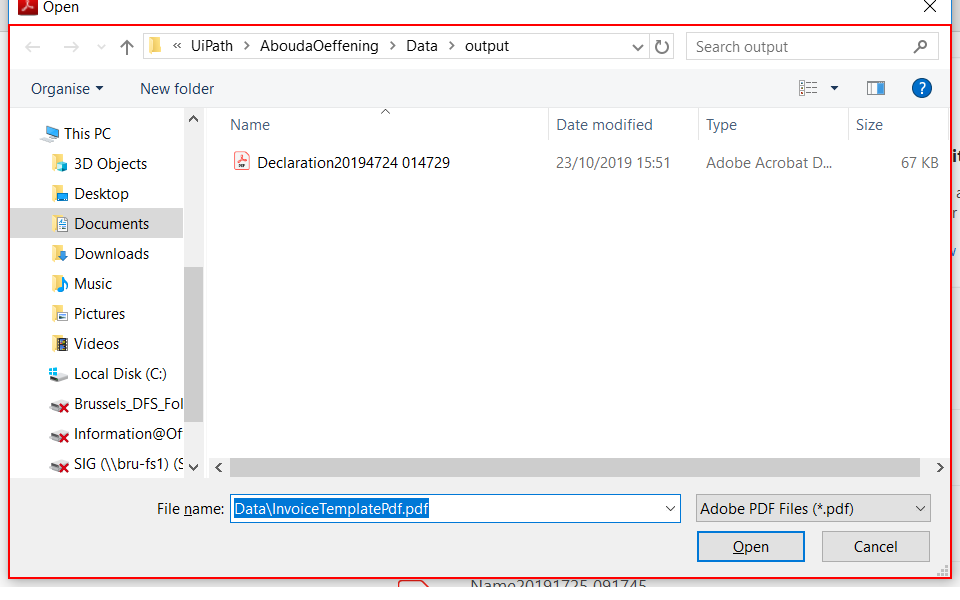 Open
« UiPath > AboudaOeffening > Data > output
Search output
Organise
New folder
?
Name
Date modified
Type
Size
This PC
3D Objects
Desktop
Documents
Downloads
Music
Pictures
Videos
Local Disk (C:)
Brussels_DFS_Fol
Information@Of
SIG (\\bru-fs1) (S
Declaration20194724 014729
23/10/2019 15:51
Adobe Acrobat D...
67 KB
File name:
Data\InvoiceTemplatePdf.pdf
Adobe PDF Files (*.pdf)
Open
Cancel
Name20191725 091745